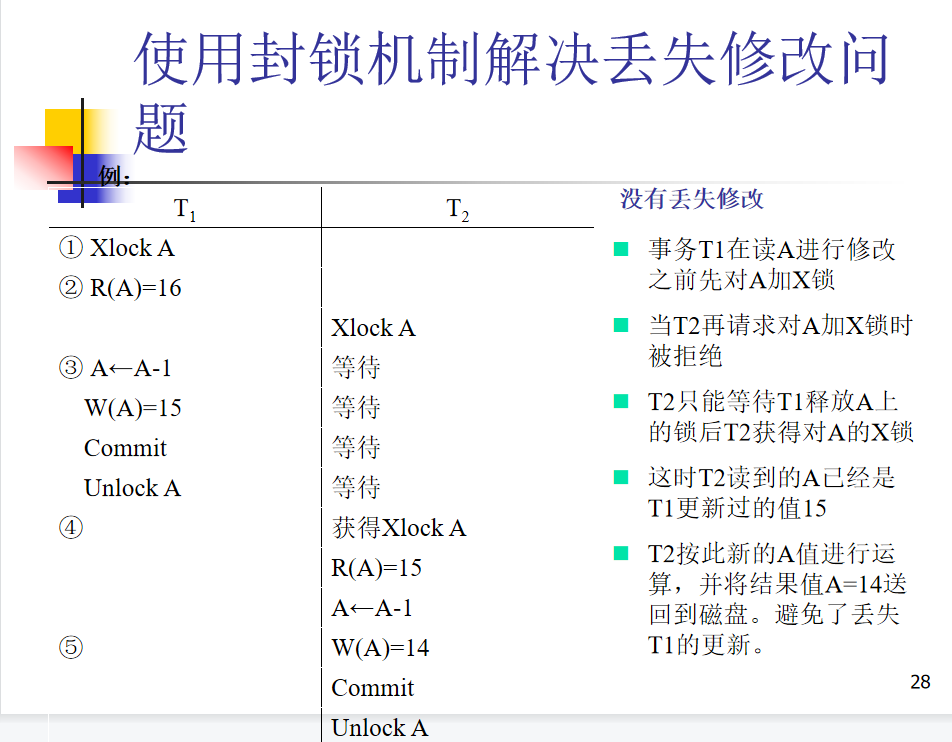 使用封锁机制解决丢失修改问
题
例：
T1 T2
① Xlock A
② R(A)=16
Xlock A
③ A←A-1 等待
W(A)=15 等待
Commit 等待
Unlock A 等待
④ 获得Xlock A
R(A)=15
A←A-1
⑤ W(A)=14
Commit
Unlock A
没有丢失修改
事务T1在读A进行修改
之前先对A加X锁
当T2再请求对A加X锁时
被拒绝
T2只能等待T1释放A上
的锁后T2获得对A的X锁
这时T2读到的A已经是
T1更新过的值15
T2按此新的A值进行运
算，并将结果值A=14送
回到磁盘。避免了丢失
T1的更新。
28